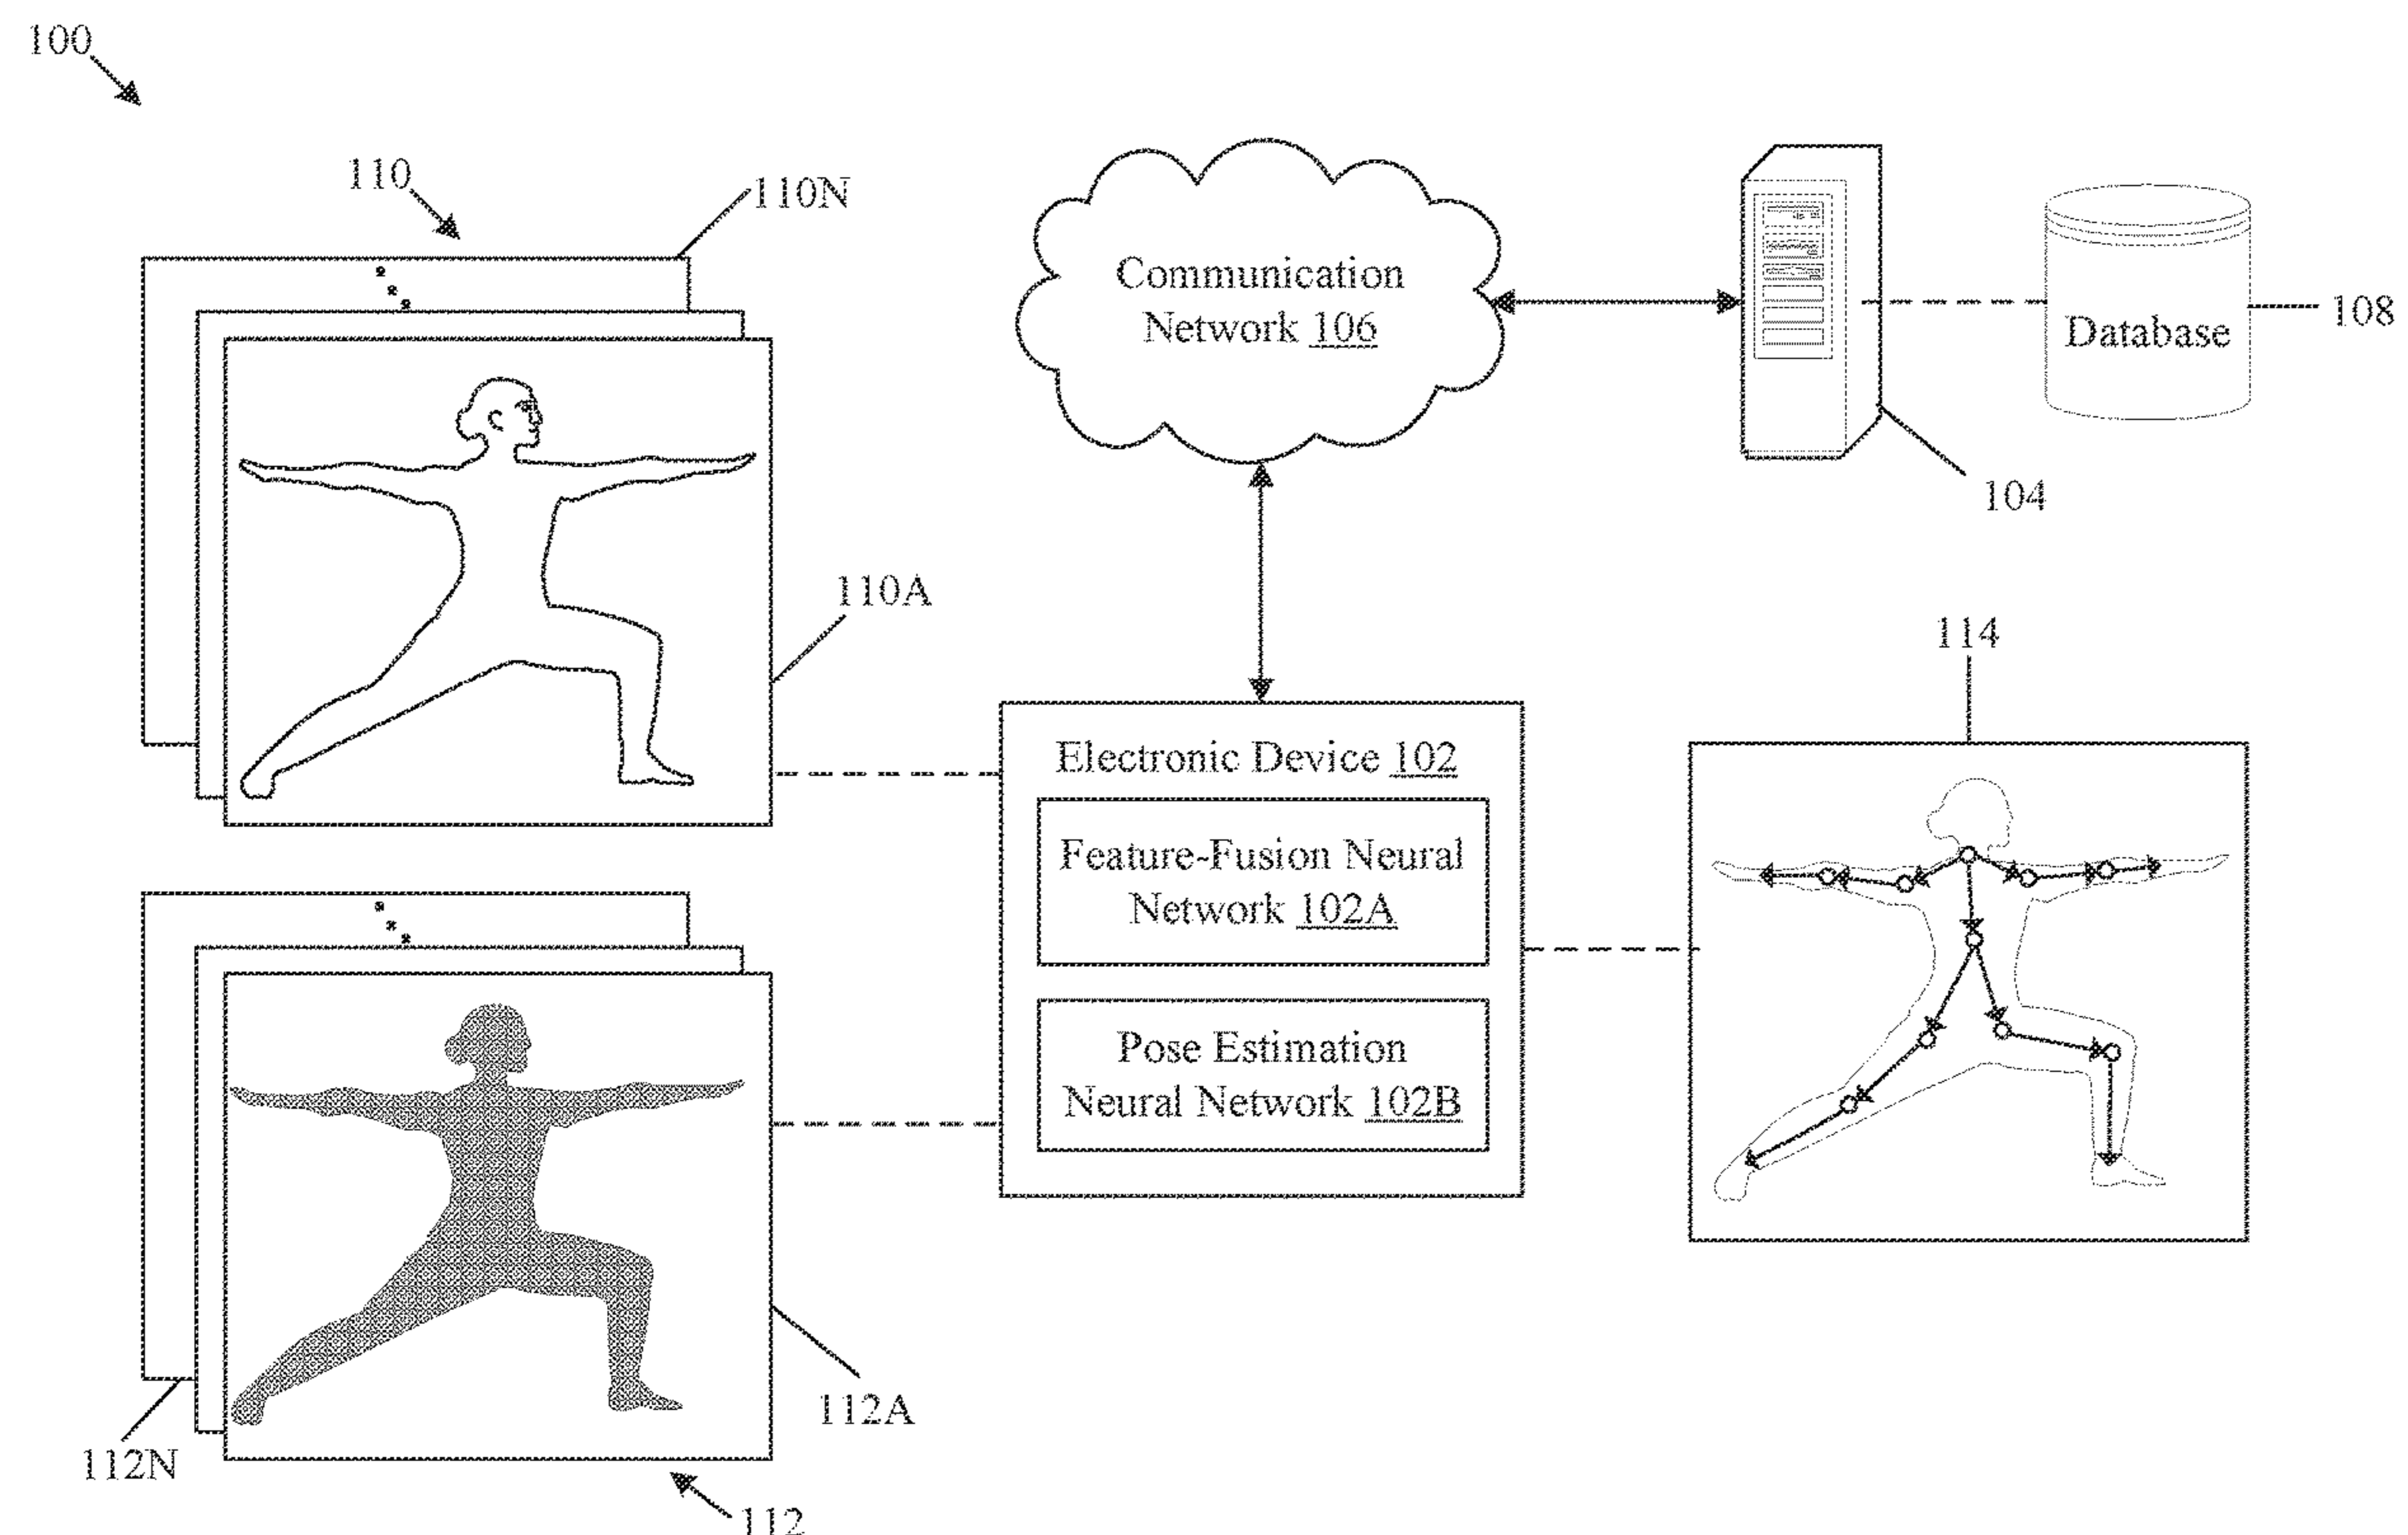 100
110
110N
Communication
Network 106
Database
108
104
110A
114
Electronic Device 102
Feature-Fusion Neural
Network 102A
Pose Estimation
Neural Network 102B
112A
112N
112